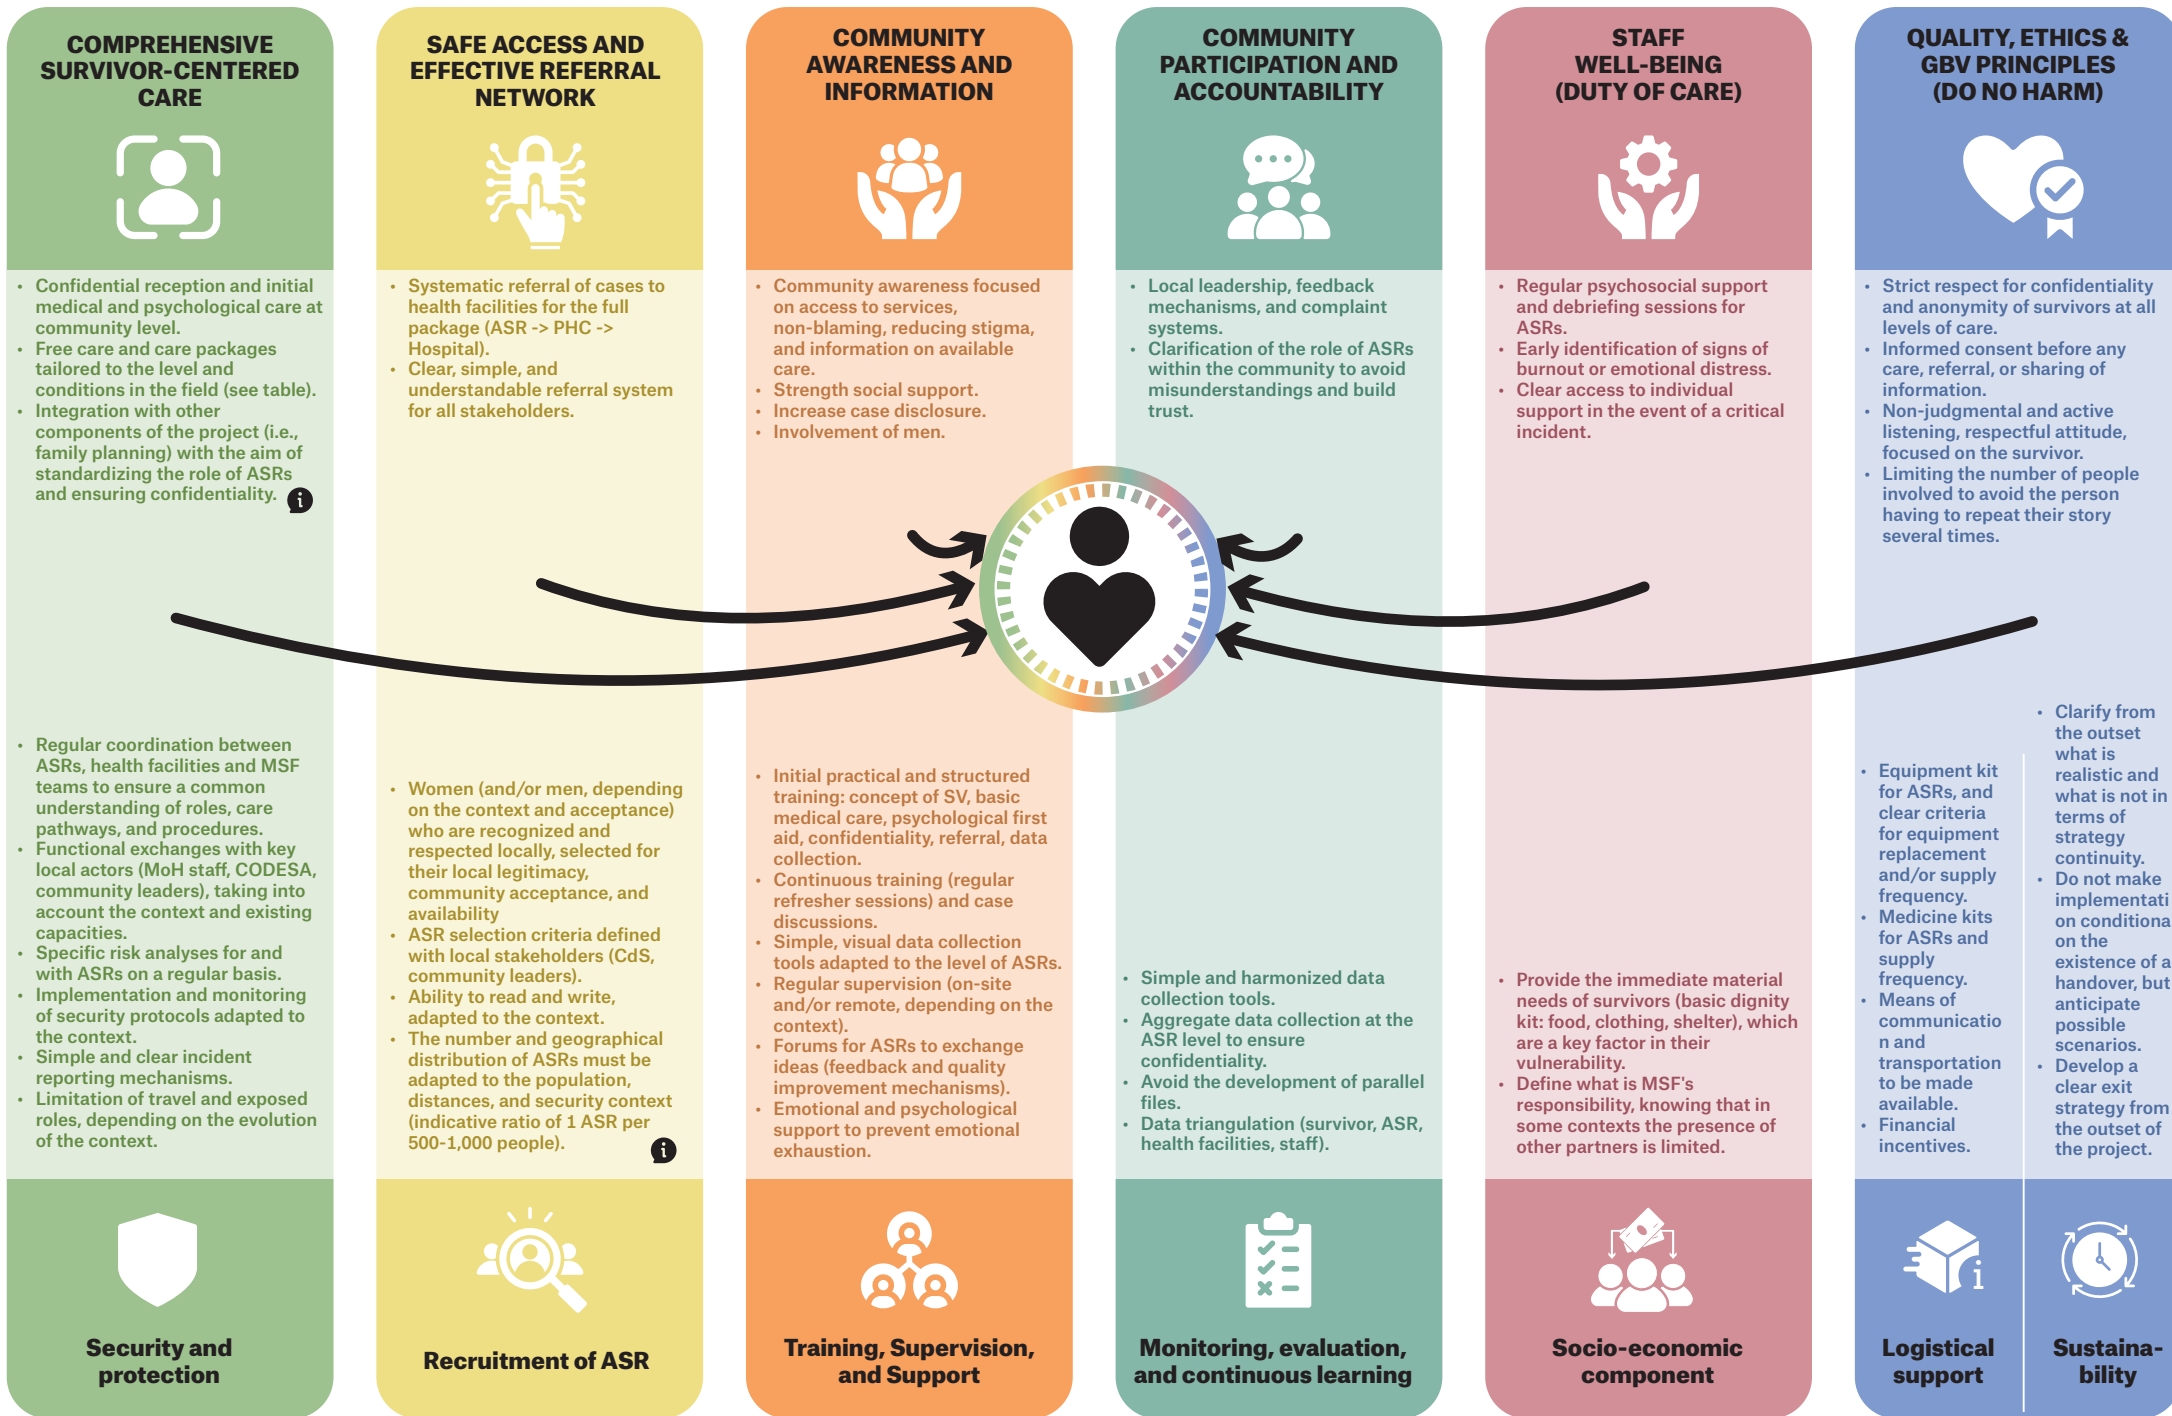 COMPREHENSIVE
SURVIVOR-CENTERED
CARE
• Confidential reception and initial
medical and psychological care at
community level.
• Free care and care packages
tailored to the level and
conditions in the field (see table).
• Integration with other
components of the project (i.e.,
family planning) with the aim of
standardizing the role of ASRs
and ensuring confidentiality.
i
SAFE ACCESS AND
EFFECTIVE REFERRAL
NETWORK
• Systematic referral of cases to
health facilities for the full
package (ASR -> PHC ->
Hospital).
• Clear, simple, and
understandable referral system
for all stakeholders.
COMMUNITY
AWARENESS AND
INFORMATION
• Community awareness focused
on access to services,
non-blaming, reducing stigma,
and information on available
care.
• Strength social support.
• Increase case disclosure.
• Involvement of men.
COMMUNITY
PARTICIPATION AND
ACCOUNTABILITY
• Local leadership, feedback
mechanisms, and complaint
systems.
• Clarification of the role of ASRs
within the community to avoid
misunderstandings and build
trust.
STAFF
WELL-BEING
(DUTY OF CARE)
• Regular psychosocial support
and debriefing sessions for
ASRs.
• Early identification of signs of
burnout or emotional distress.
• Clear access to individual
support in the event of a critical
incident.
QUALITY, ETHICS &
GBV PRINCIPLES
(DO NO HARM)
• Strict respect for confidentiality
and anonymity of survivors at all
levels of care.
• Informed consent before any
care, referral, or sharing of
information.
• Non-judgmental and active
listening, respectful attitude,
focused on the survivor.
• Limiting the number of people
involved to avoid the person
having to repeat their story
several times.
• Regular coordination between
ASRs, health facilities and MSF
teams to ensure a common
understanding of roles, care
pathways, and procedures.
• Functional exchanges with key
local actors (MoH staff, CODESA,
community leaders), taking into
account the context and existing
capacities.
• Specific risk analyses for and
with ASRs on a regular basis.
• Implementation and monitoring
of security protocols adapted to
the context.
• Simple and clear incident
reporting mechanisms.
• Limitation of travel and exposed
roles, depending on the evolution
of the context.
Security and
protection
• Women (and/or men, depending
on the context and acceptance)
who are recognized and
respected locally, selected for
their local legitimacy,
community acceptance, and
availability
• ASR selection criteria defined
with local stakeholders (CdS,
community leaders).
• Ability to read and write,
adapted to the context.
• The number and geographical
distribution of ASRs must be
adapted to the population,
distances, and security context
(indicative ratio of 1 ASR per
500-1,000 people).
i
Recruitment of ASR
• Initial practical and structured
training: concept of SV, basic
medical care, psychological first
aid, confidentiality, referral, data
collection.
• Continuous training (regular
refresher sessions) and case
discussions.
• Simple, visual data collection
tools adapted to the level of ASRs.
• Regular supervision (on-site
and/or remote, depending on the
context).
• Forums for ASRs to exchange
ideas (feedback and quality
improvement mechanisms).
• Emotional and psychological
support to prevent emotional
exhaustion.
Training, Supervision,
and Support
• Simple and harmonized data
collection tools.
• Aggregate data collection at the
ASR level to ensure
confidentiality.
• Avoid the development of parallel
files.
• Data triangulation (survivor, ASR,
health facilities, staff).
Monitoring, evaluation,
and continuous learning
• Provide the immediate material
needs of survivors (basic dignity
kit: food, clothing, shelter), which
are a key factor in their
vulnerability.
• Define what is MSF's
responsibility, knowing that in
some contexts the presence of
other partners is limited.
Socio-economic
component
• Equipment kit
for ASRs, and
clear criteria
for equipment
replacement
and/or supply
frequency.
• Medicine kits
for ASRs and
supply
frequency.
• Means of
communicatio
n and
transportation
to be made
available.
• Financial
incentives.
i
Logistical
support
• Clarify from
the outset
what is
realistic and
what is not in
terms of
strategy
continuity.
• Do not make
implementati
on conditiona
on the
existence of a
handover, but
anticipate
possible
scenarios.
• Develop a
clear exit
strategy from
the outset of
the project.
Sustaina-
bility